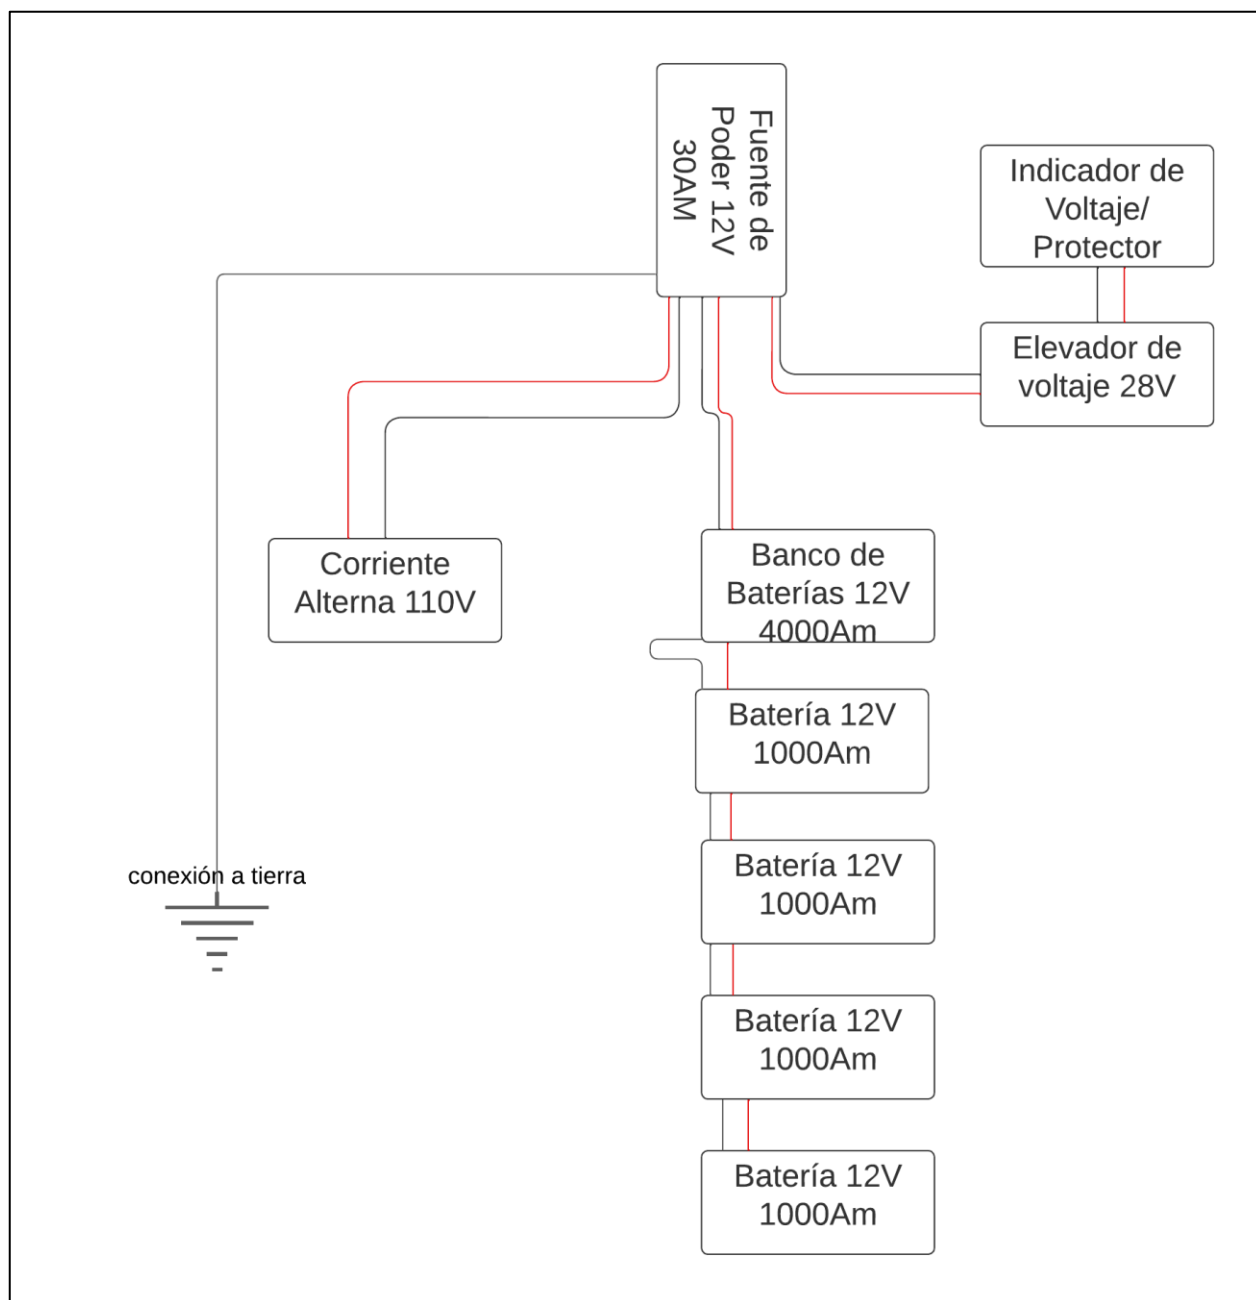 Fuente de
Poder 12V
30AM
Indicador de
Voltaje/
Protector
Elevador de
voltaje 28V
Corriente
Alterna 110V
Banco de
Baterías 12V
4000Am
Batería 12V
1000Am
Batería 12V
1000Am
conexión a tierra
Batería 12V
1000Am
Batería 12V
1000Am